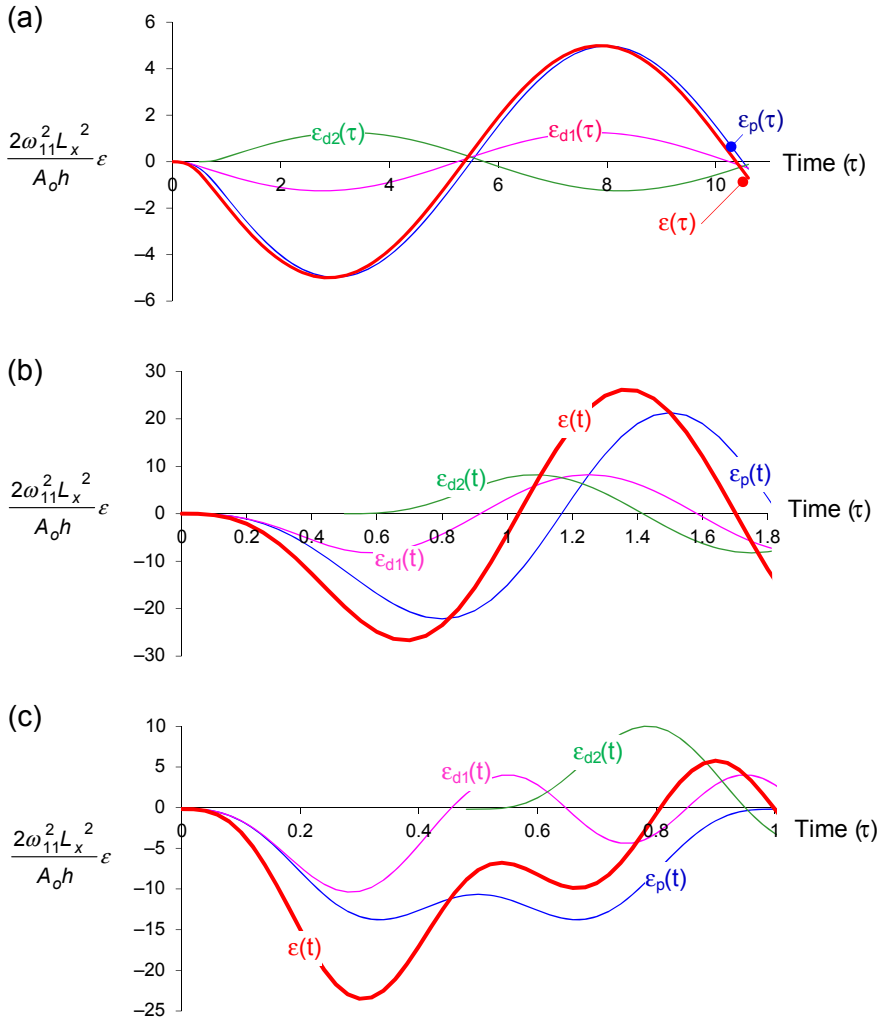 (a)
6
4
2
0
–2
–4
–6
2ω₁₁²Lₓ²/Aₒh ε
0 2 4 6 8 10
Time (τ)
εd2(τ)
εd1(τ)
εp(τ)
ε(τ)
(b)
30
20
10
0
–10
–20
–30
2ω₁₁²Lₓ²/Aₒh ε
0 0.2 0.4 0.6 0.8 1 1.2 1.4 1.6 1.8
Time (τ)
ε(t)
εd2(t)
εp(t)
εd1(t)
(c)
10
5
0
–5
–10
–15
–20
–25
2ω₁₁²Lₓ²/Aₒh ε
0 0.2 0.4 0.6 0.8 1
Time (τ)
εd1(t)
εd2(t)
εp(t)
ε(t)